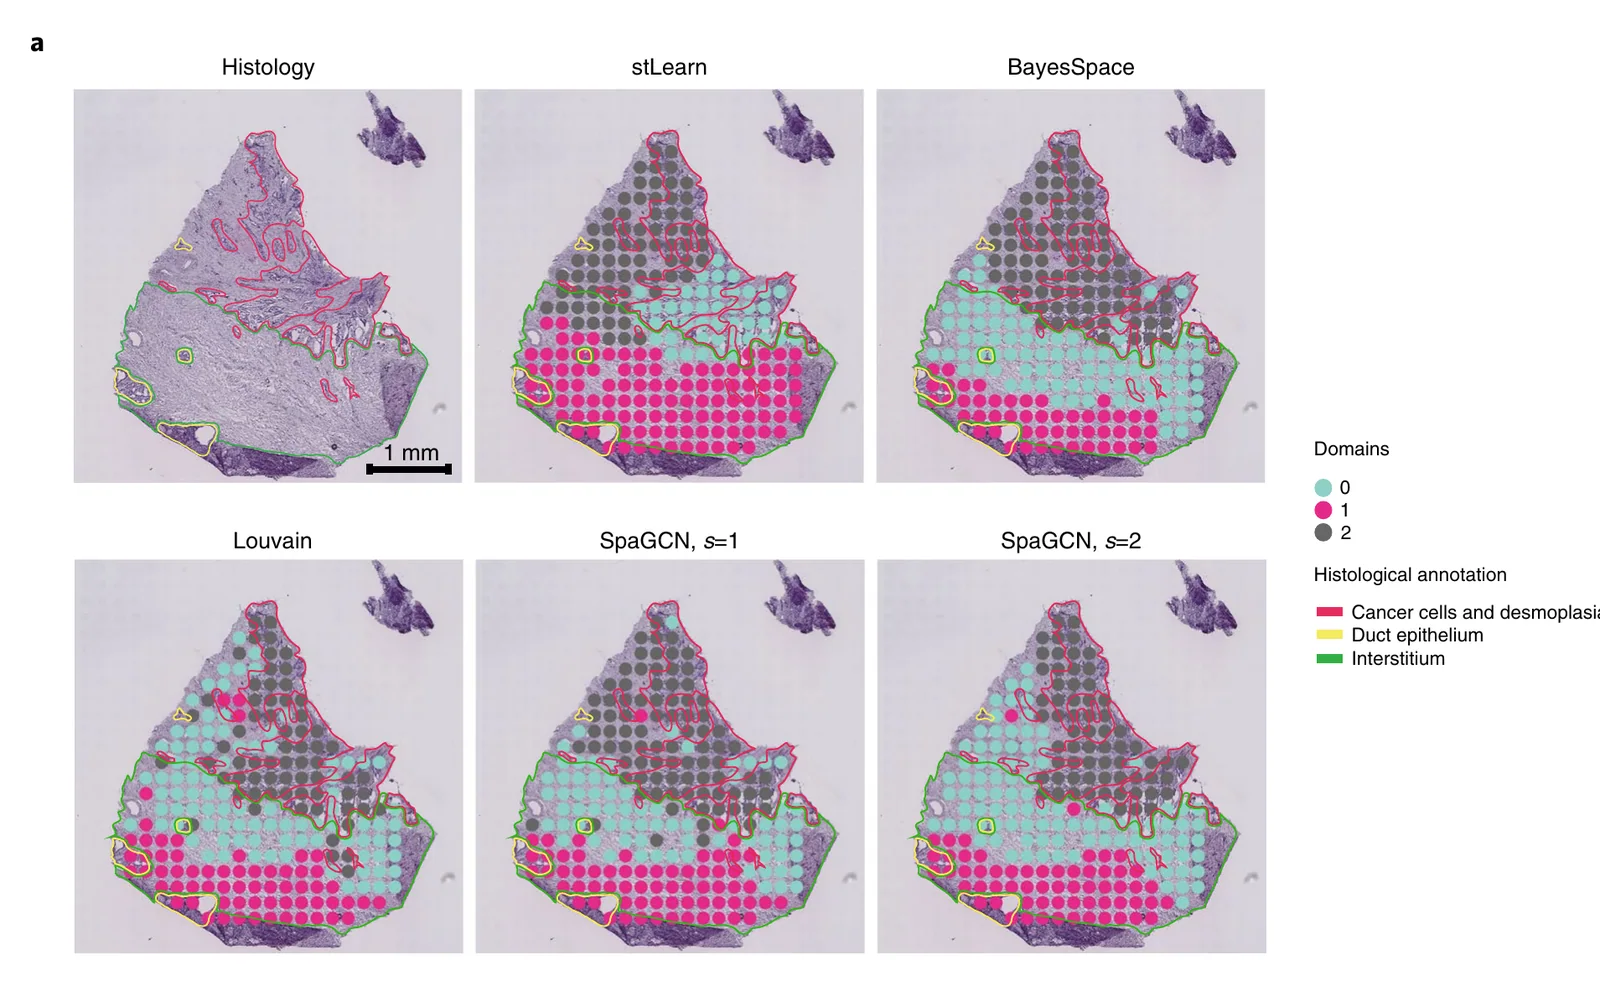 a
Histology
stLearn
BayesSpace
1 mm
Louvain
SpaGCN, s=1
SpaGCN, s=2
Domains
0
1
2
Histological annotation
Cancer cells and desmoplasia
Duct epithelium
Interstitium